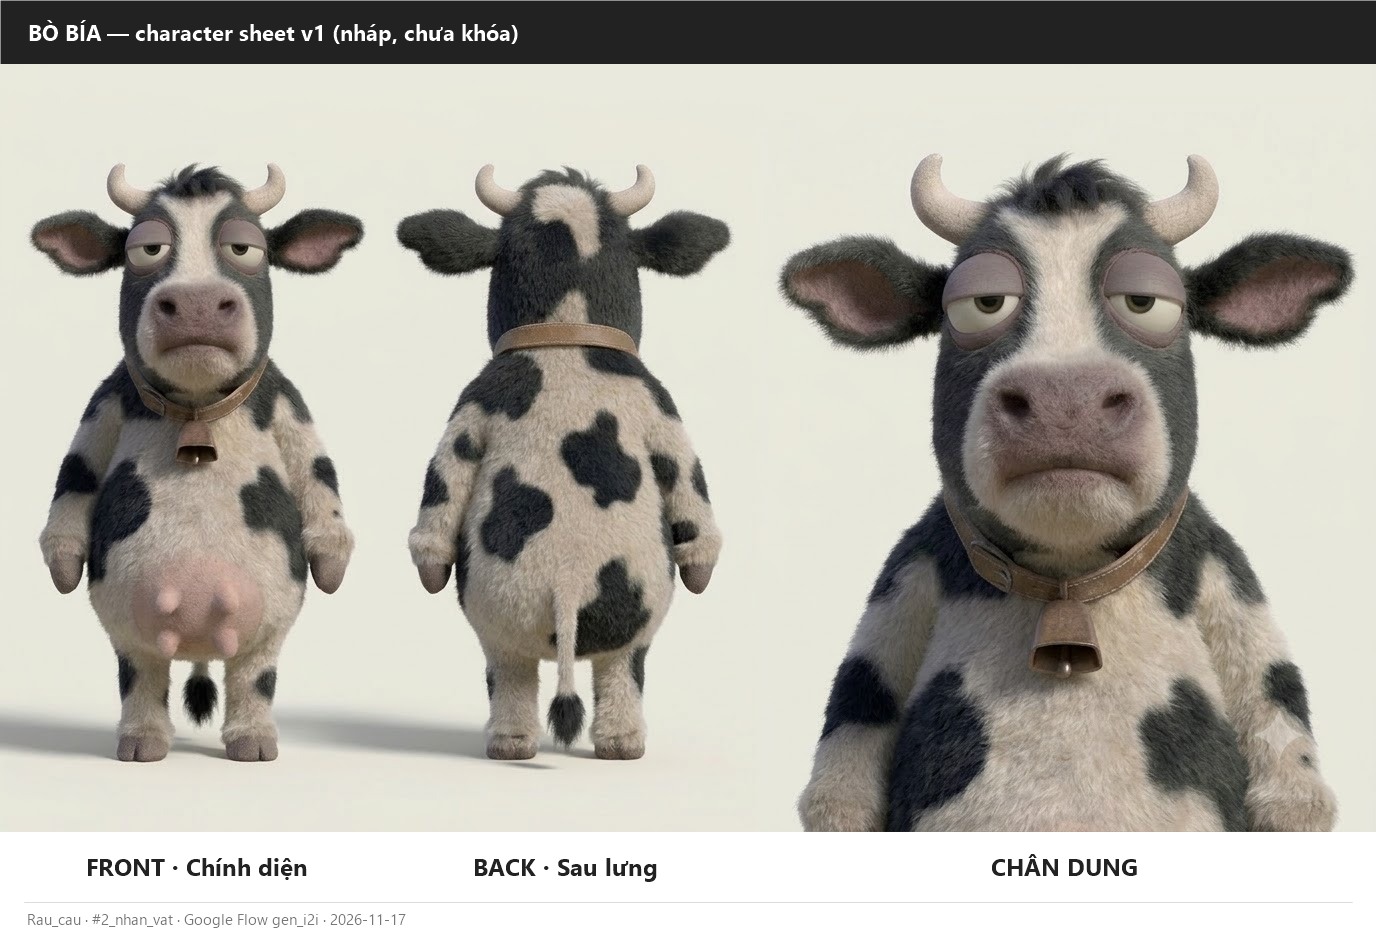 BÒ BÍA — character sheet v1 (nháp, chưa khóa)
FRONT · Chính diện
BACK · Sau lưng
CHÂN DUNG
Rau_cau · #2_nhan_vat · Google Flow gen_i2i · 2026-11-17